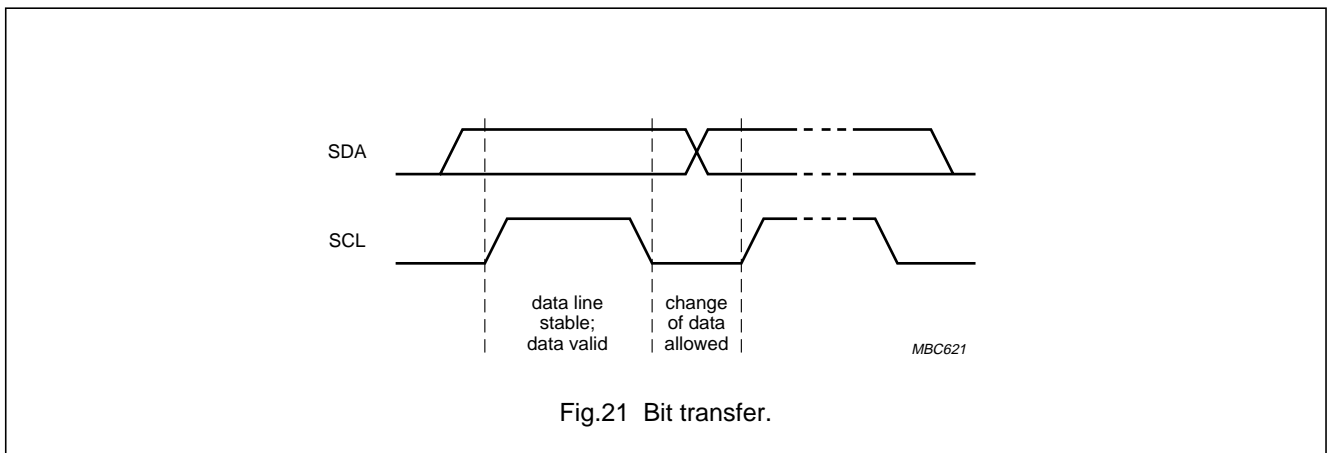 SDA
SCL
data line
stable;
data valid
change
of data
allowed
MBC621
Fig.21 Bit transfer.